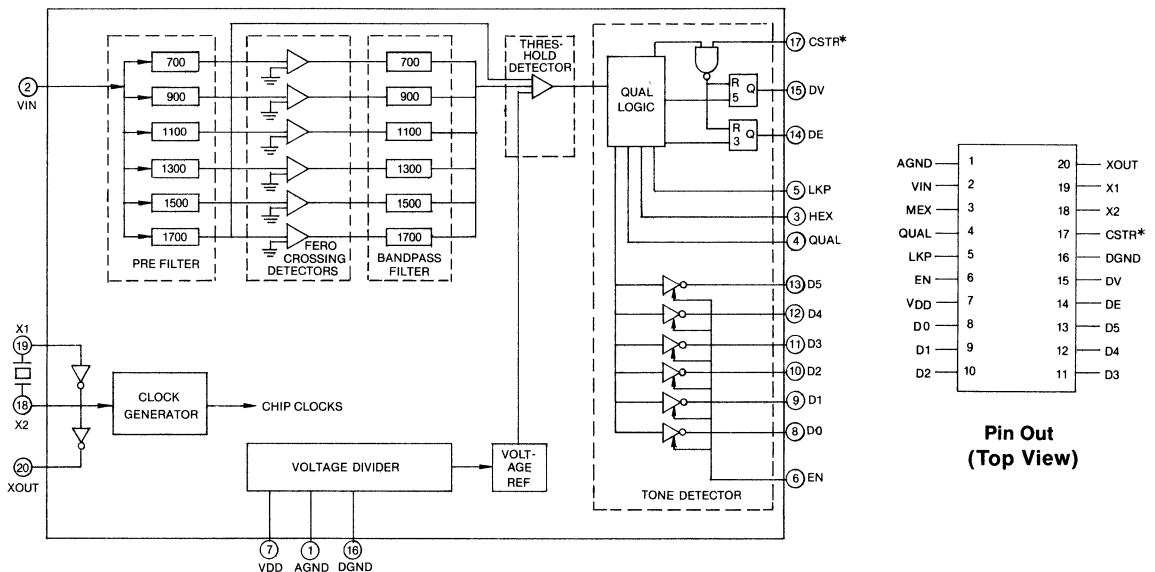 2
VIN
700
900
1100
1300
1500
1700
PRE FILTER
FERO
CROSSING
DETECTORS
700
900
1100
1300
1500
1700
BANDPASS
FILTER
THRES-
HOLD
DETECTOR
QUAL
LOGIC
R
5 Q
R
3 Q
17 CSTR*
15 DV
14 DE
5 LKP
3 HEX
4 QUAL
13 D5
12 D4
11 D3
10 D2
9 D1
8 D0
6 EN
TONE DETECTOR
X1
19
18
X2
20
XOUT
CLOCK
GENERATOR
CHIP CLOCKS
VOLTAGE DIVIDER
VOLT-
AGE
REF
7 1 16
VDD AGND DGND
AGND 1 20 XOUT
VIN 2 19 X1
MEX 3 18 X2
QUAL 4 17 CSTR*
LKP 5 16 DGND
EN 6 15 DV
VDD 7 14 DE
D0 8 13 D5
D1 9 12 D4
D2 10 11 D3
Pin Out
(Top View)